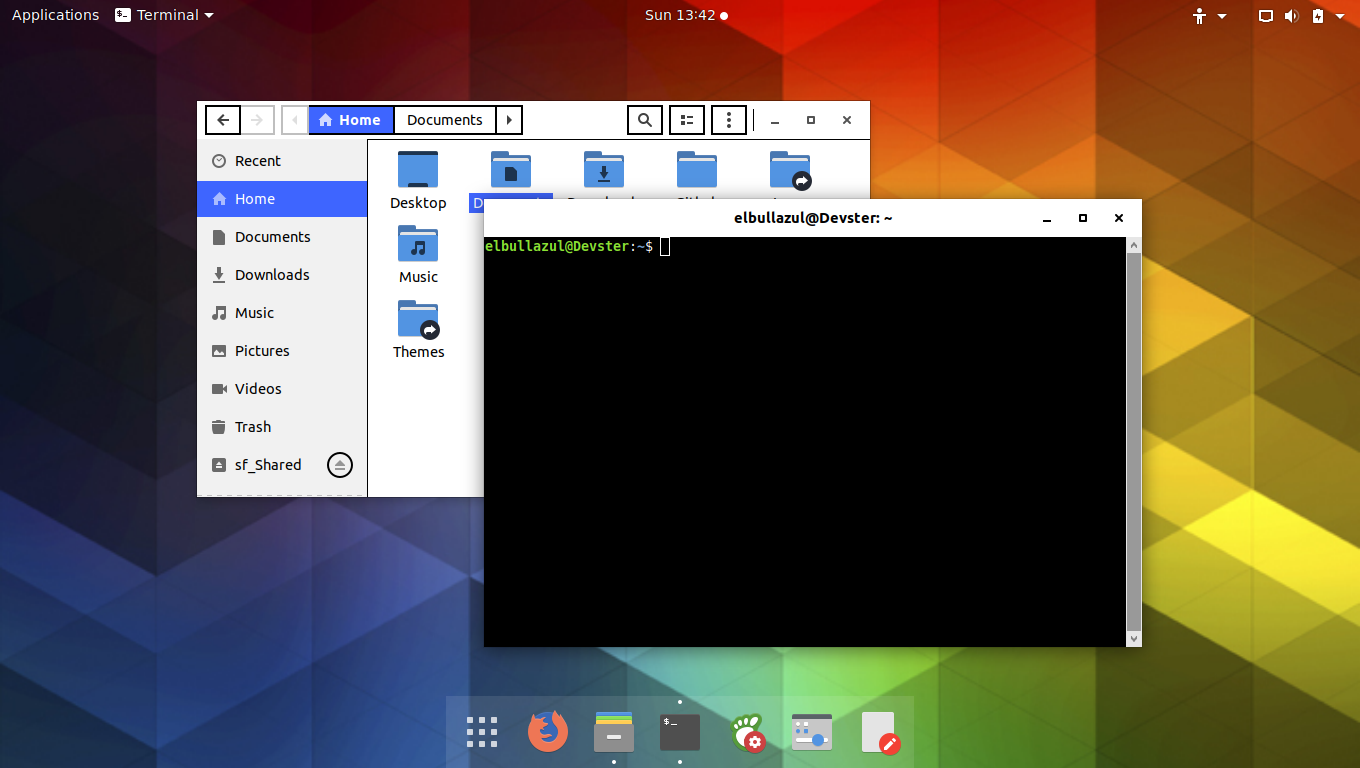 Applications
Terminal
Sun 13:42
Home
Documents
Recent
Home
Documents
Downloads
Music
Pictures
Videos
Trash
sf_Shared
Desktop
Music
Themes
elbullazul@Devster: ~
elbullazul@Devster:~$